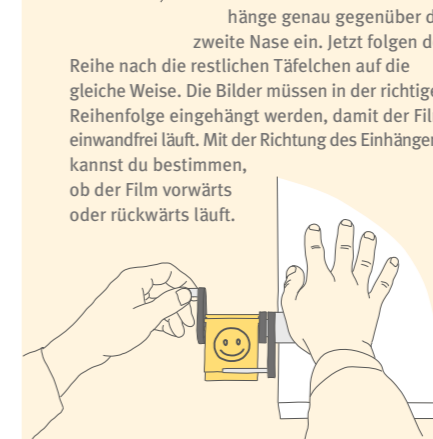 hänge genau gegenüber d
zweite Nase ein. Jetzt folgen d
Reihe nach die restlichen Täfelchen auf die
gleiche Weise. Die Bilder müssen in der richtige
Reihenfolge eingehängt werden, damit der Fil
einwandfrei läuft. Mit der Richtung des Einhänge
kannst du bestimmen,
ob der Film vorwärts
oder rückwärts läuft.